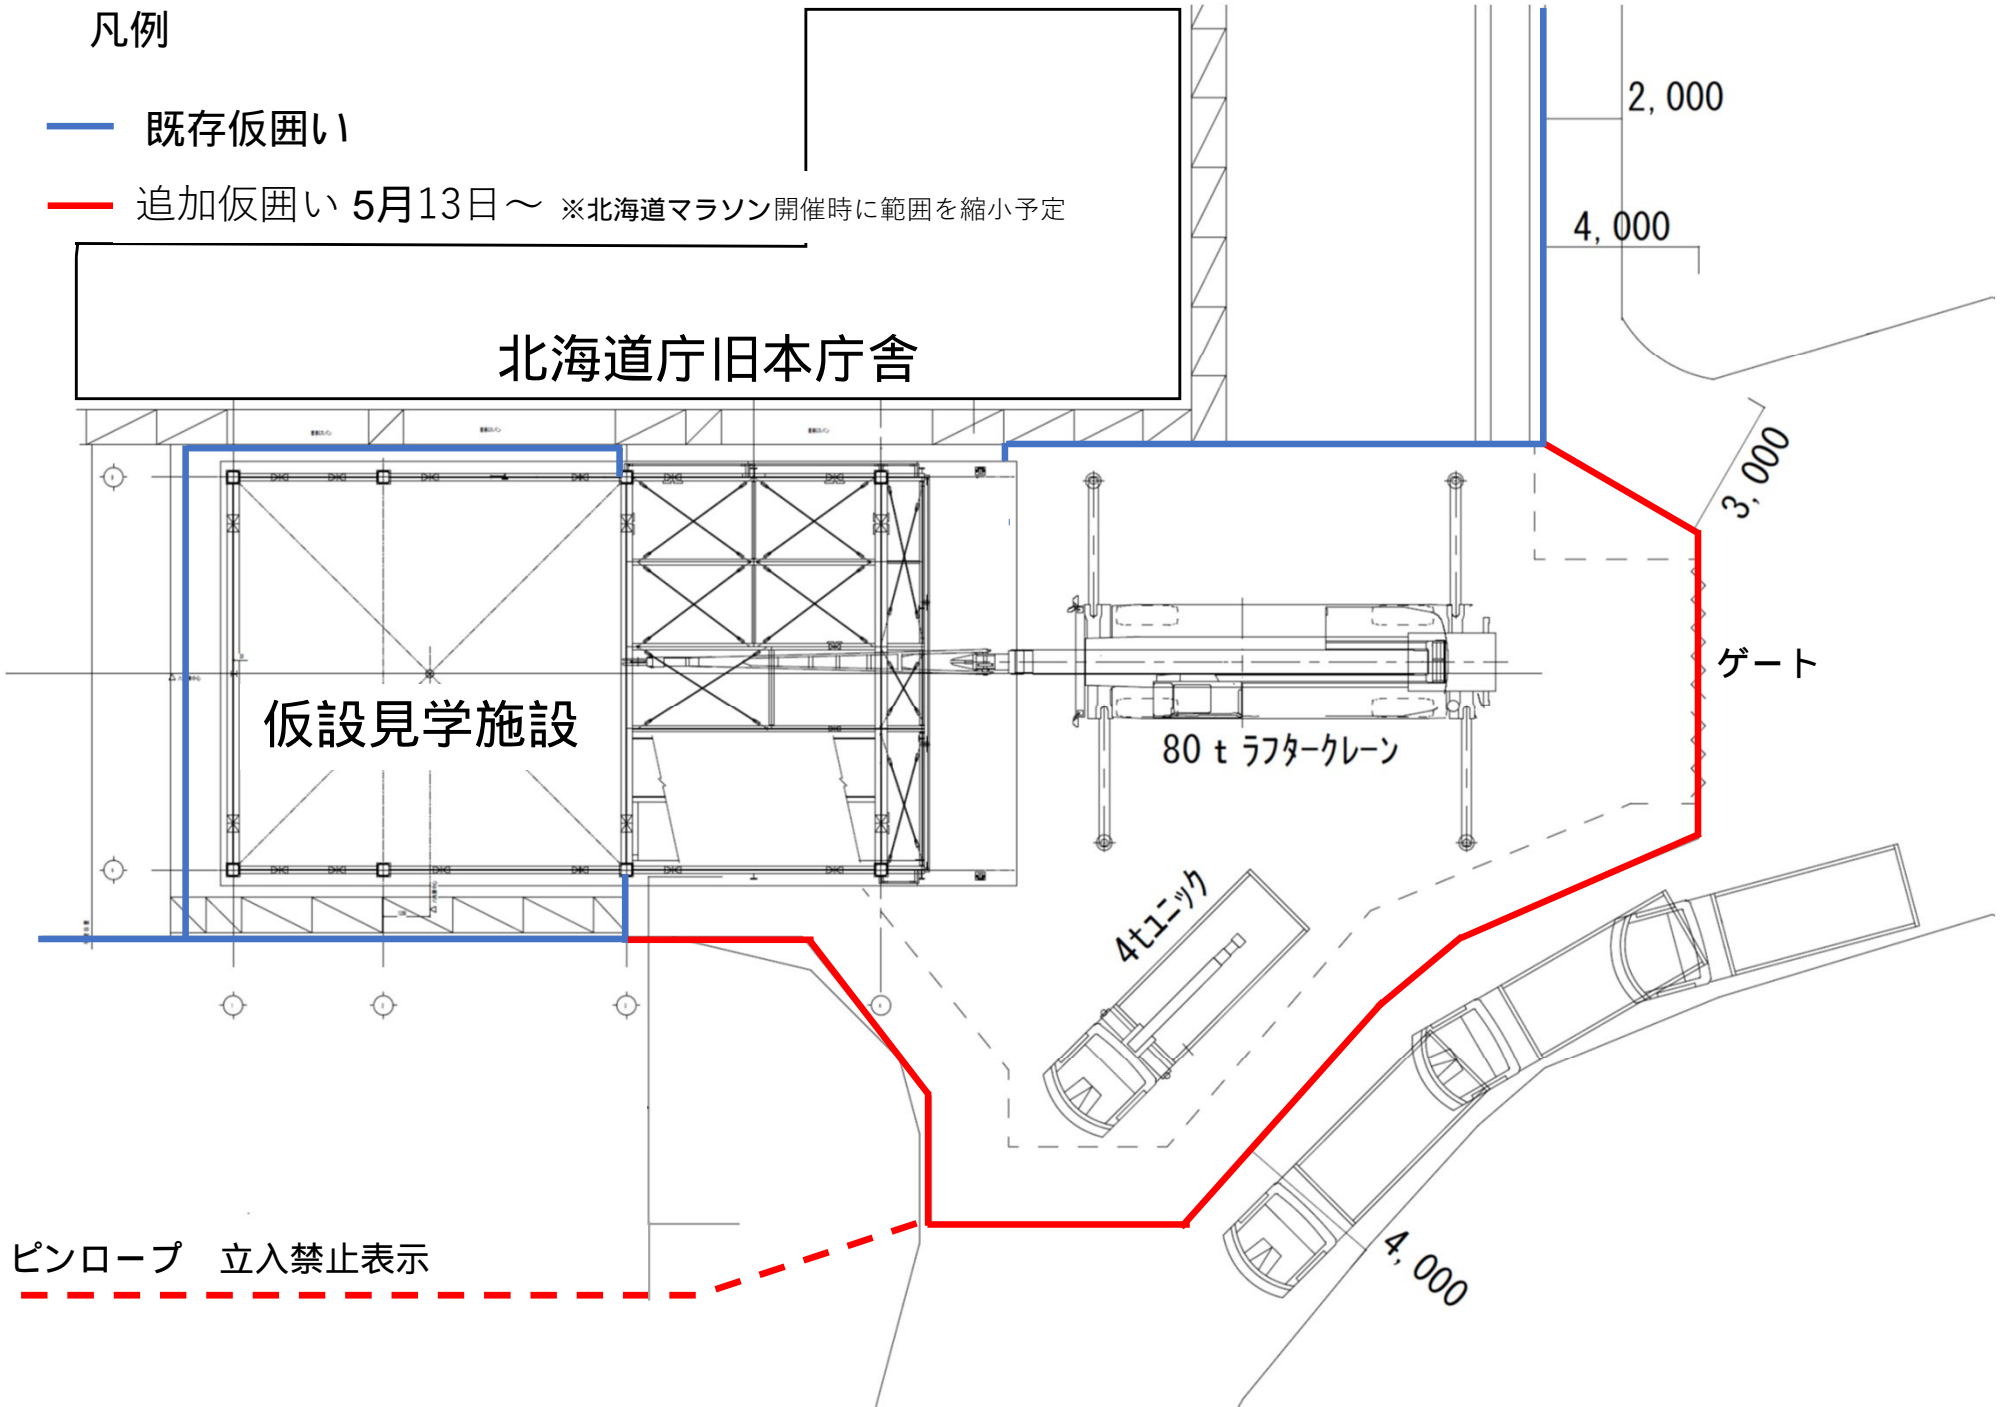 凡例
既存仮囲い
追加仮囲い 5月13日～ ※北海道マラソン開催時に範囲を縮小予定
2,000
4,000
北海道庁旧本庁舎
3,000
ゲート
仮設見学施設
80ｔ ラフタークレーン
4tユニック
ピンロープ　立入禁止表示
4,000